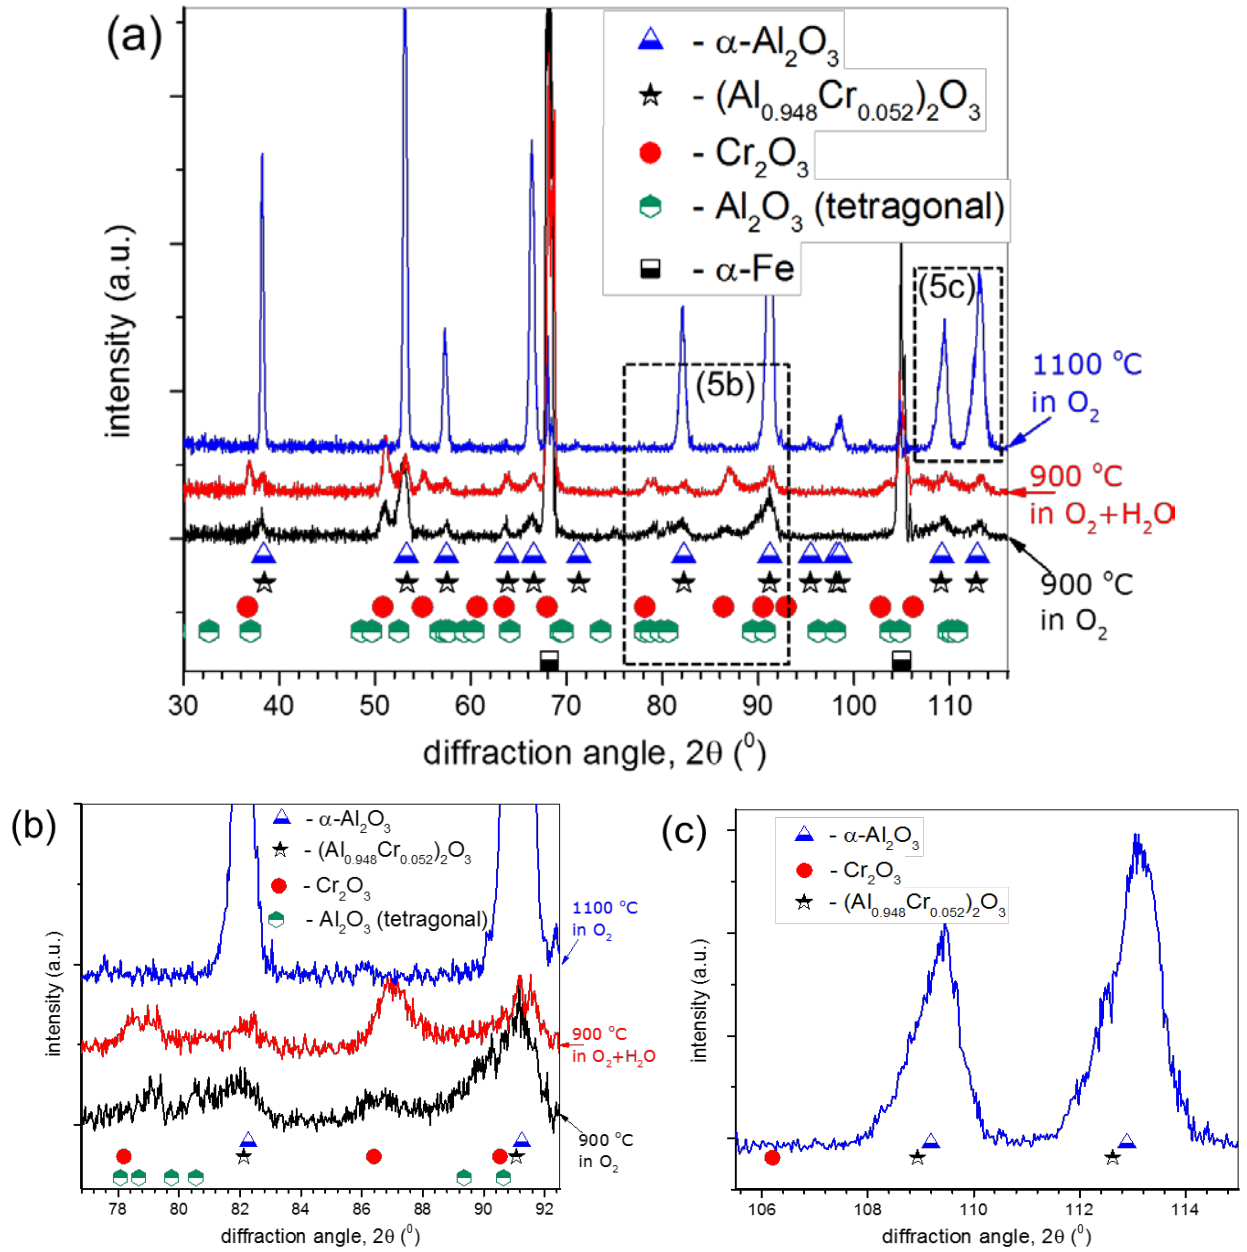 (a)
- α-Al₂O₃
- (Al₀.₉₄₈Cr₀.₀₅₂)₂O₃
- Cr₂O₃
- Al₂O₃ (tetragonal)
- α-Fe
intensity (a.u.)
(5b)
(5c)
1100 °C
in O₂
900 °C
in O₂+H₂O
900 °C
in O₂
30 40 50 60 70 80 90 100 110
diffraction angle, 2θ (⁰)
(b)
- α-Al₂O₃
- (Al₀.₉₄₈Cr₀.₀₅₂)₂O₃
- Cr₂O₃
- Al₂O₃ (tetragonal)
intensity (a.u.)
1100 °C
in O₂
900 °C
in O₂+H₂O
900 °C
in O₂
78 80 82 84 86 88 90 92
diffraction angle, 2θ (⁰)
(c)
- α-Al₂O₃
- Cr₂O₃
- (Al₀.₉₄₈Cr₀.₀₅₂)₂O₃
intensity (a.u.)
106 108 110 112 114
diffraction angle, 2θ (⁰)